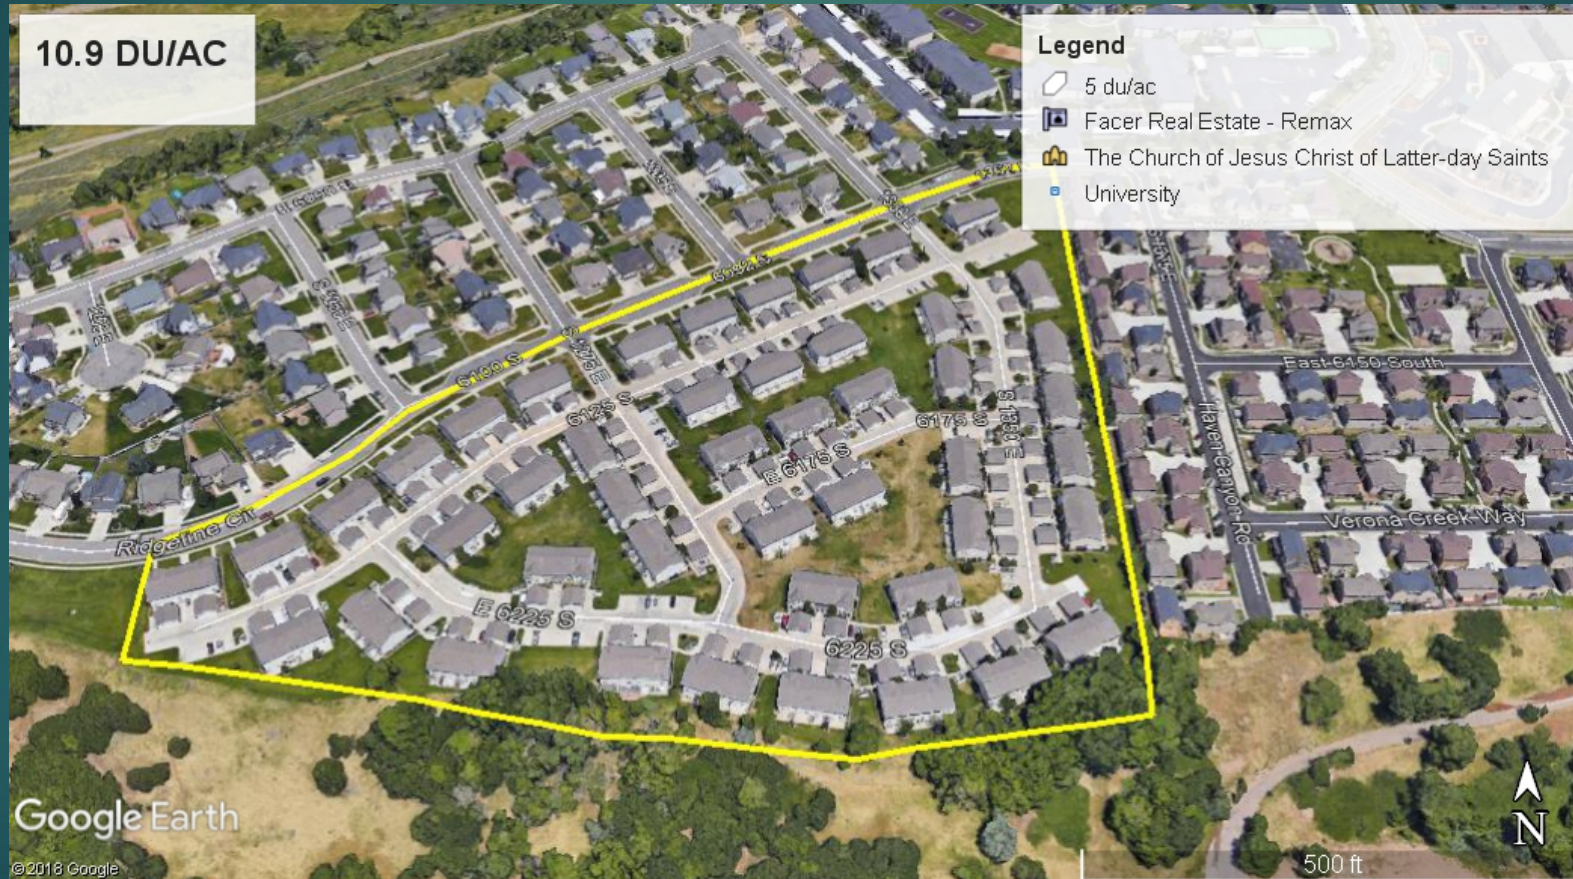 10.9 DU/AC
Legend
5 du/ac
Facer Real Estate - Remax
The Church of Jesus Christ of Latter-day Saints
University
6100 S
6125 S
6175 S
E 6175 S
S 1350 E
East 6150 South
Haven Canyon Rd
Verona Creek Way
Ridgeline Cir
E 6225 S
6225 S
Google Earth
©2018 Google
500 ft
N